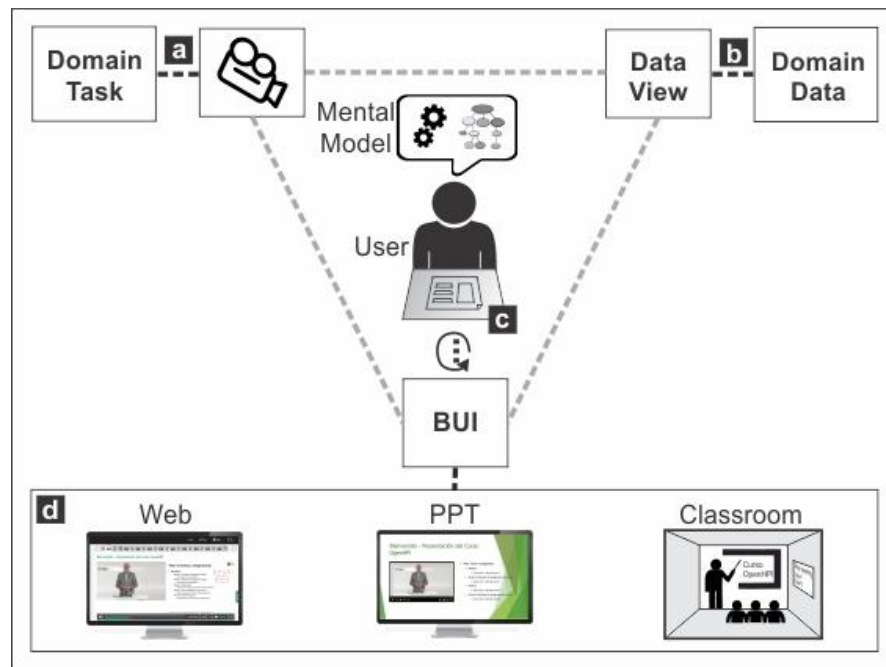 Domain
Task
a
Data
View
b
Domain
Data
Mental
Model
User
c
BUI
d
Web
PPT
Classroom
Bienvenido - Presentación del Curso
OpenHPI
Curso
OpenHPI